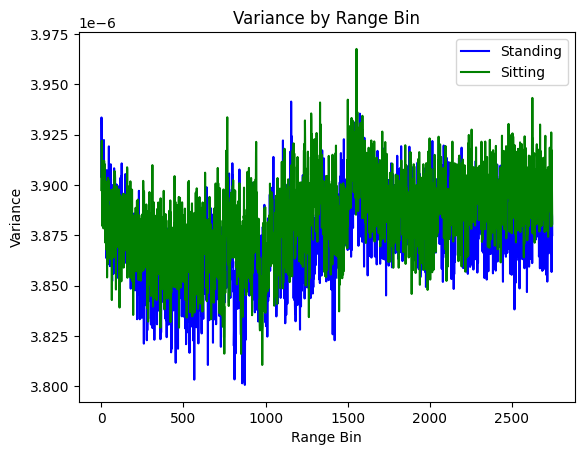 Variance by Range Bin
1e−6
3.975
3.950
3.925
3.900
3.875
3.850
3.825
3.800
Variance
Standing
Sitting
0
500
1000
1500
2000
2500
Range Bin